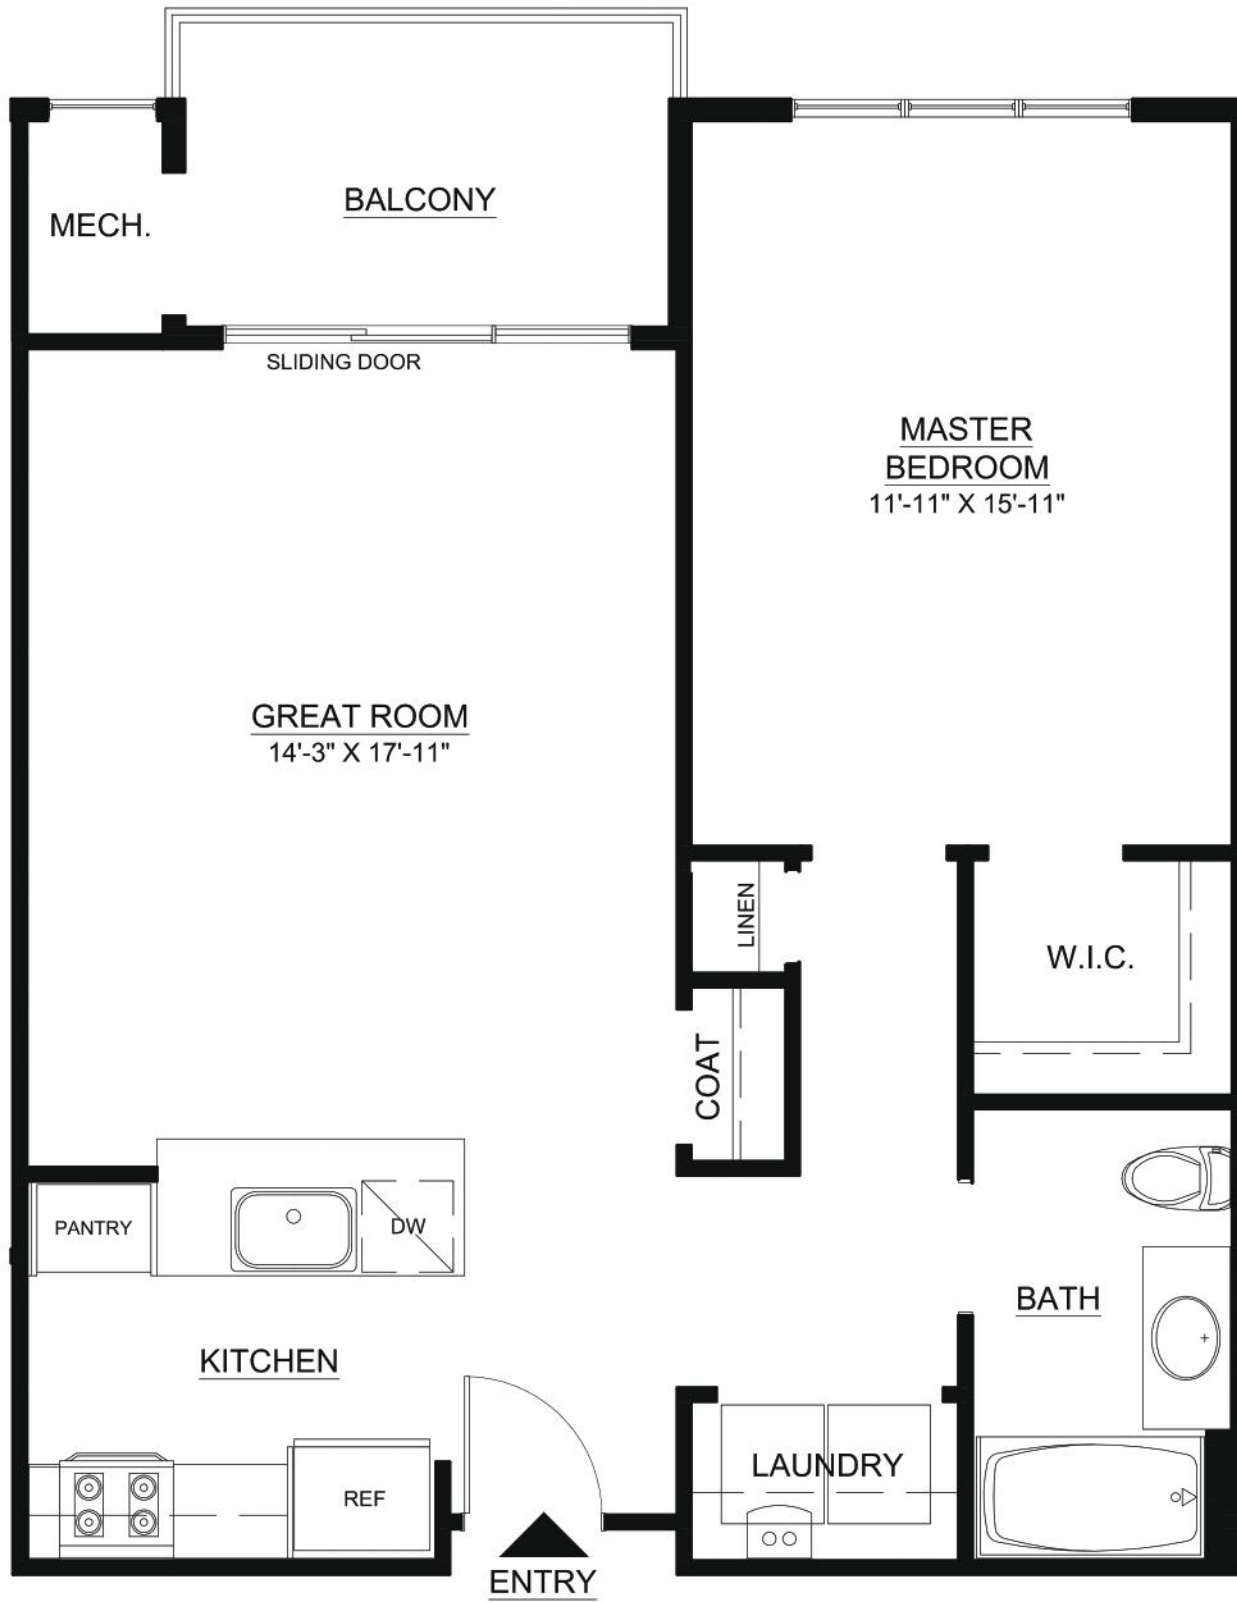 BALCONY
MECH.
SLIDING DOOR
MASTER
BEDROOM
11'-11" X 15'-11"
GREAT ROOM
14'-3" X 17'-11"
LINEN
W.I.C.
COAT
PANTRY
DW
BATH
KITCHEN
LAUNDRY
REF
ENTRY